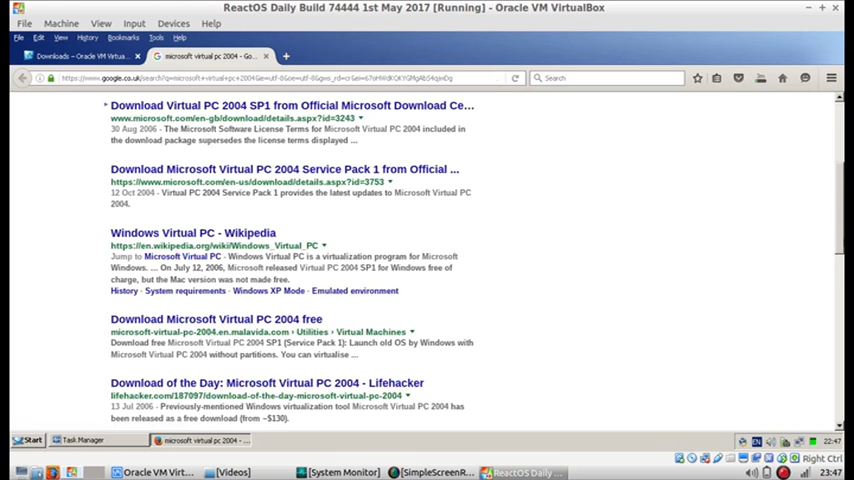 ReactOS Daily Build 74444 1st May 2017 [Running] - Oracle VM VirtualBox
File Machine View Input Devices Help
File Edit View History Bookmarks Tools Help
Downloads – Oracle VM Virtua... microsoft virtual pc 2004 - Go...
Search
Download Virtual PC 2004 SP1 from Official Microsoft Download Ce...
www.microsoft.com/en-gb/download/details.aspx?id=3243
30 Aug 2006 - The Microsoft Software License Terms for Microsoft Virtual PC 2004 included in
the download package supersedes the license terms displayed ...
Download Microsoft Virtual PC 2004 Service Pack 1 from Official ...
https://www.microsoft.com/en-us/download/details.aspx?id=3753
12 Oct 2004 - Virtual PC 2004 Service Pack 1 provides the latest updates to Microsoft Virtual PC
2004.
Windows Virtual PC - Wikipedia
https://en.wikipedia.org/wiki/Windows_Virtual_PC
Jump to Microsoft Virtual PC - Windows Virtual PC is a virtualization program for Microsoft
Windows. ... On July 12, 2006, Microsoft released Virtual PC 2004 SP1 for Windows free of
charge, but the Mac version was not made free.
History · System requirements · Windows XP Mode · Emulated environment
Download Microsoft Virtual PC 2004 free
microsoft-virtual-pc-2004.en.malavida.com › Utilities › Virtual Machines
Download free Microsoft Virtual PC 2004 SP1 (Service Pack 1): Launch old OS by Windows with
Microsoft Virtual PC 2004 without partitions. You can virtualise ...
Download of the Day: Microsoft Virtual PC 2004 - Lifehacker
lifehacker.com/187097/download-of-the-day-microsoft-virtual-pc-2004
13 Jul 2006 - Previously-mentioned Windows virtualization tool Microsoft Virtual PC 2004 has
been released as a free download (from ~$130).
Start Task Manager microsoft virtual pc 2004 - ... EN 22:47
Right Ctrl
Oracle VM Virt... [Videos] [System Monitor] [SimpleScreenR... ReactOS Daily ... 23:47